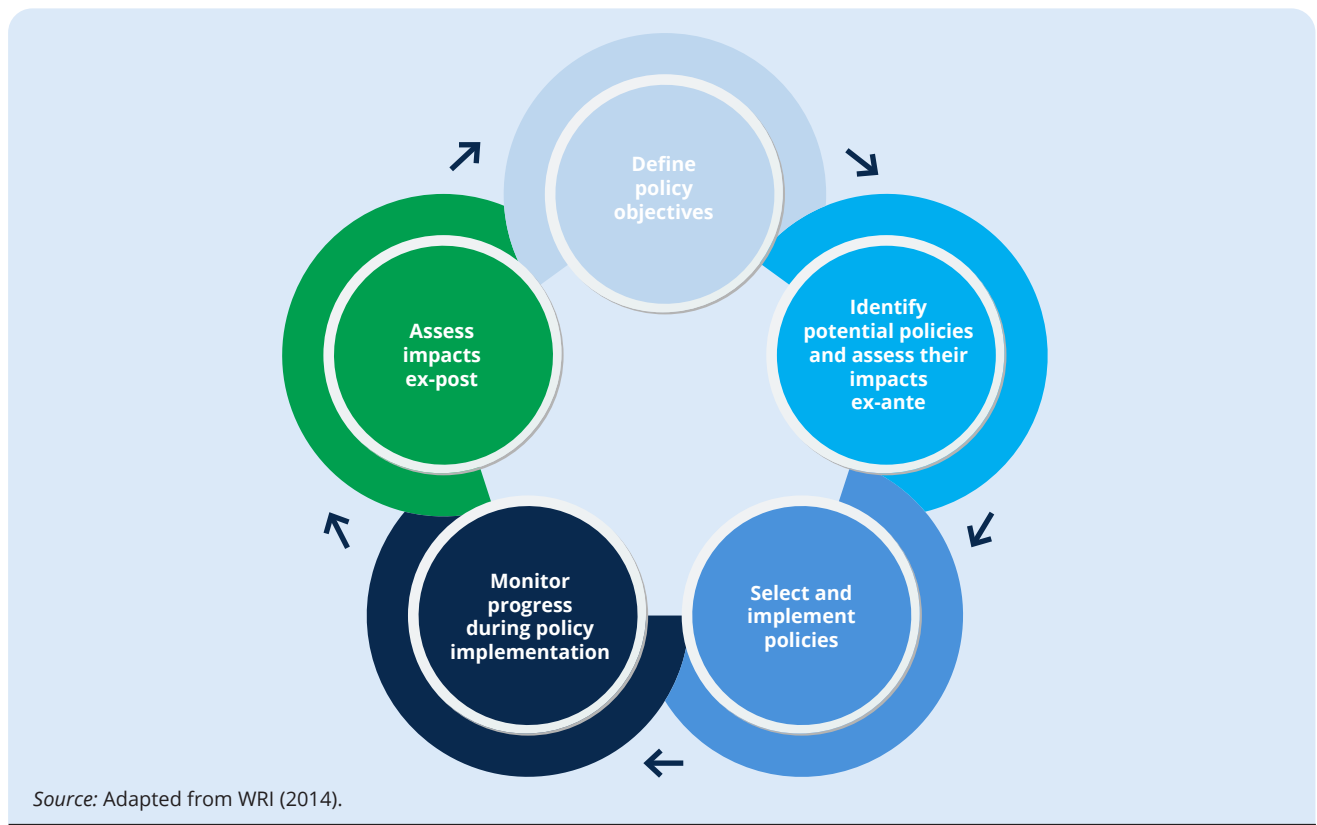 Define
policy
objectives
Identify
potential policies
and assess their
impacts
ex-ante
Select and
implement
policies
Monitor
progress
during policy
implementation
Assess
impacts
ex-post
Source: Adapted from WRI (2014).